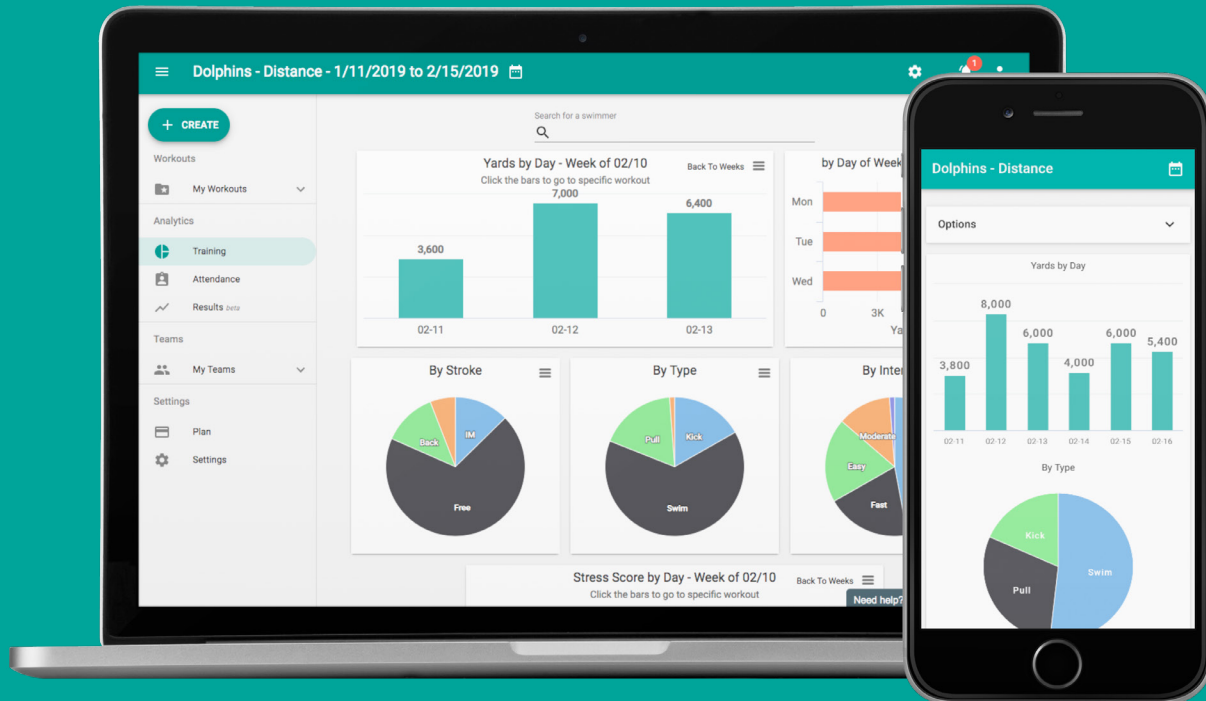 Dolphins - Distance - 1/11/2019 to 2/15/2019
1
+ CREATE
Workouts
My Workouts
Analytics
Training
Attendance
Results beta
Teams
My Teams
Settings
Plan
Settings
Search for a swimmer
Yards by Day - Week of 02/10
Back To Weeks
Click the bars to go to specific workout
3,600
7,000
6,400
02-11
02-12
02-13
by Day of Week
Mon
Tue
Wed
0
3K
Ya
By Stroke
IM
Back
Free
By Type
Pull
Kick
Swim
By Inter
Moderate
Easy
Fast
Stress Score by Day - Week of 02/10
Back To Weeks
Click the bars to go to specific workout
Need help?
Dolphins - Distance
Options
Yards by Day
3,800
8,000
6,000
4,000
6,000
5,400
02-11
02-12
02-13
02-14
02-15
02-16
By Type
Kick
Swim
Pull